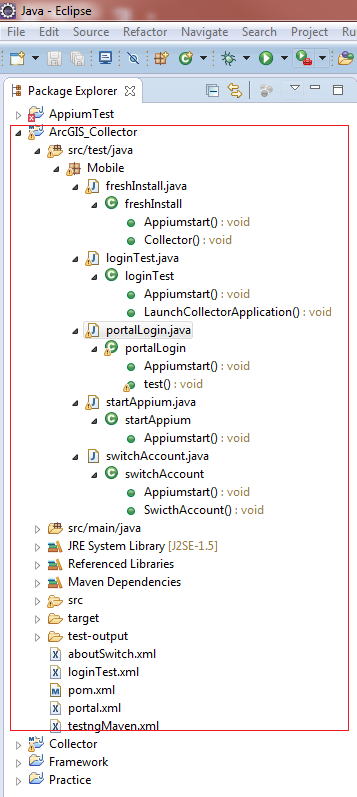 Java - Eclipse
File Edit Source Refactor Navigate Search Project Ru
Package Explorer
AppiumTest
ArcGIS_Collector
src/test/java
Mobile
freshInstall.java
freshInstall
Appiumstart() : void
Collector() : void
loginTest.java
loginTest
Appiumstart() : void
LaunchCollectorApplication() : void
portalLogin.java
portalLogin
Appiumstart() : void
test() : void
startAppium.java
startAppium
Appiumstart() : void
switchAccount.java
switchAccount
Appiumstart() : void
SwicthAccount() : void
src/main/java
JRE System Library [J2SE-1.5]
Referenced Libraries
Maven Dependencies
src
target
test-output
aboutSwitch.xml
loginTest.xml
pom.xml
portal.xml
testngMaven.xml
Collector
Framework
Practice